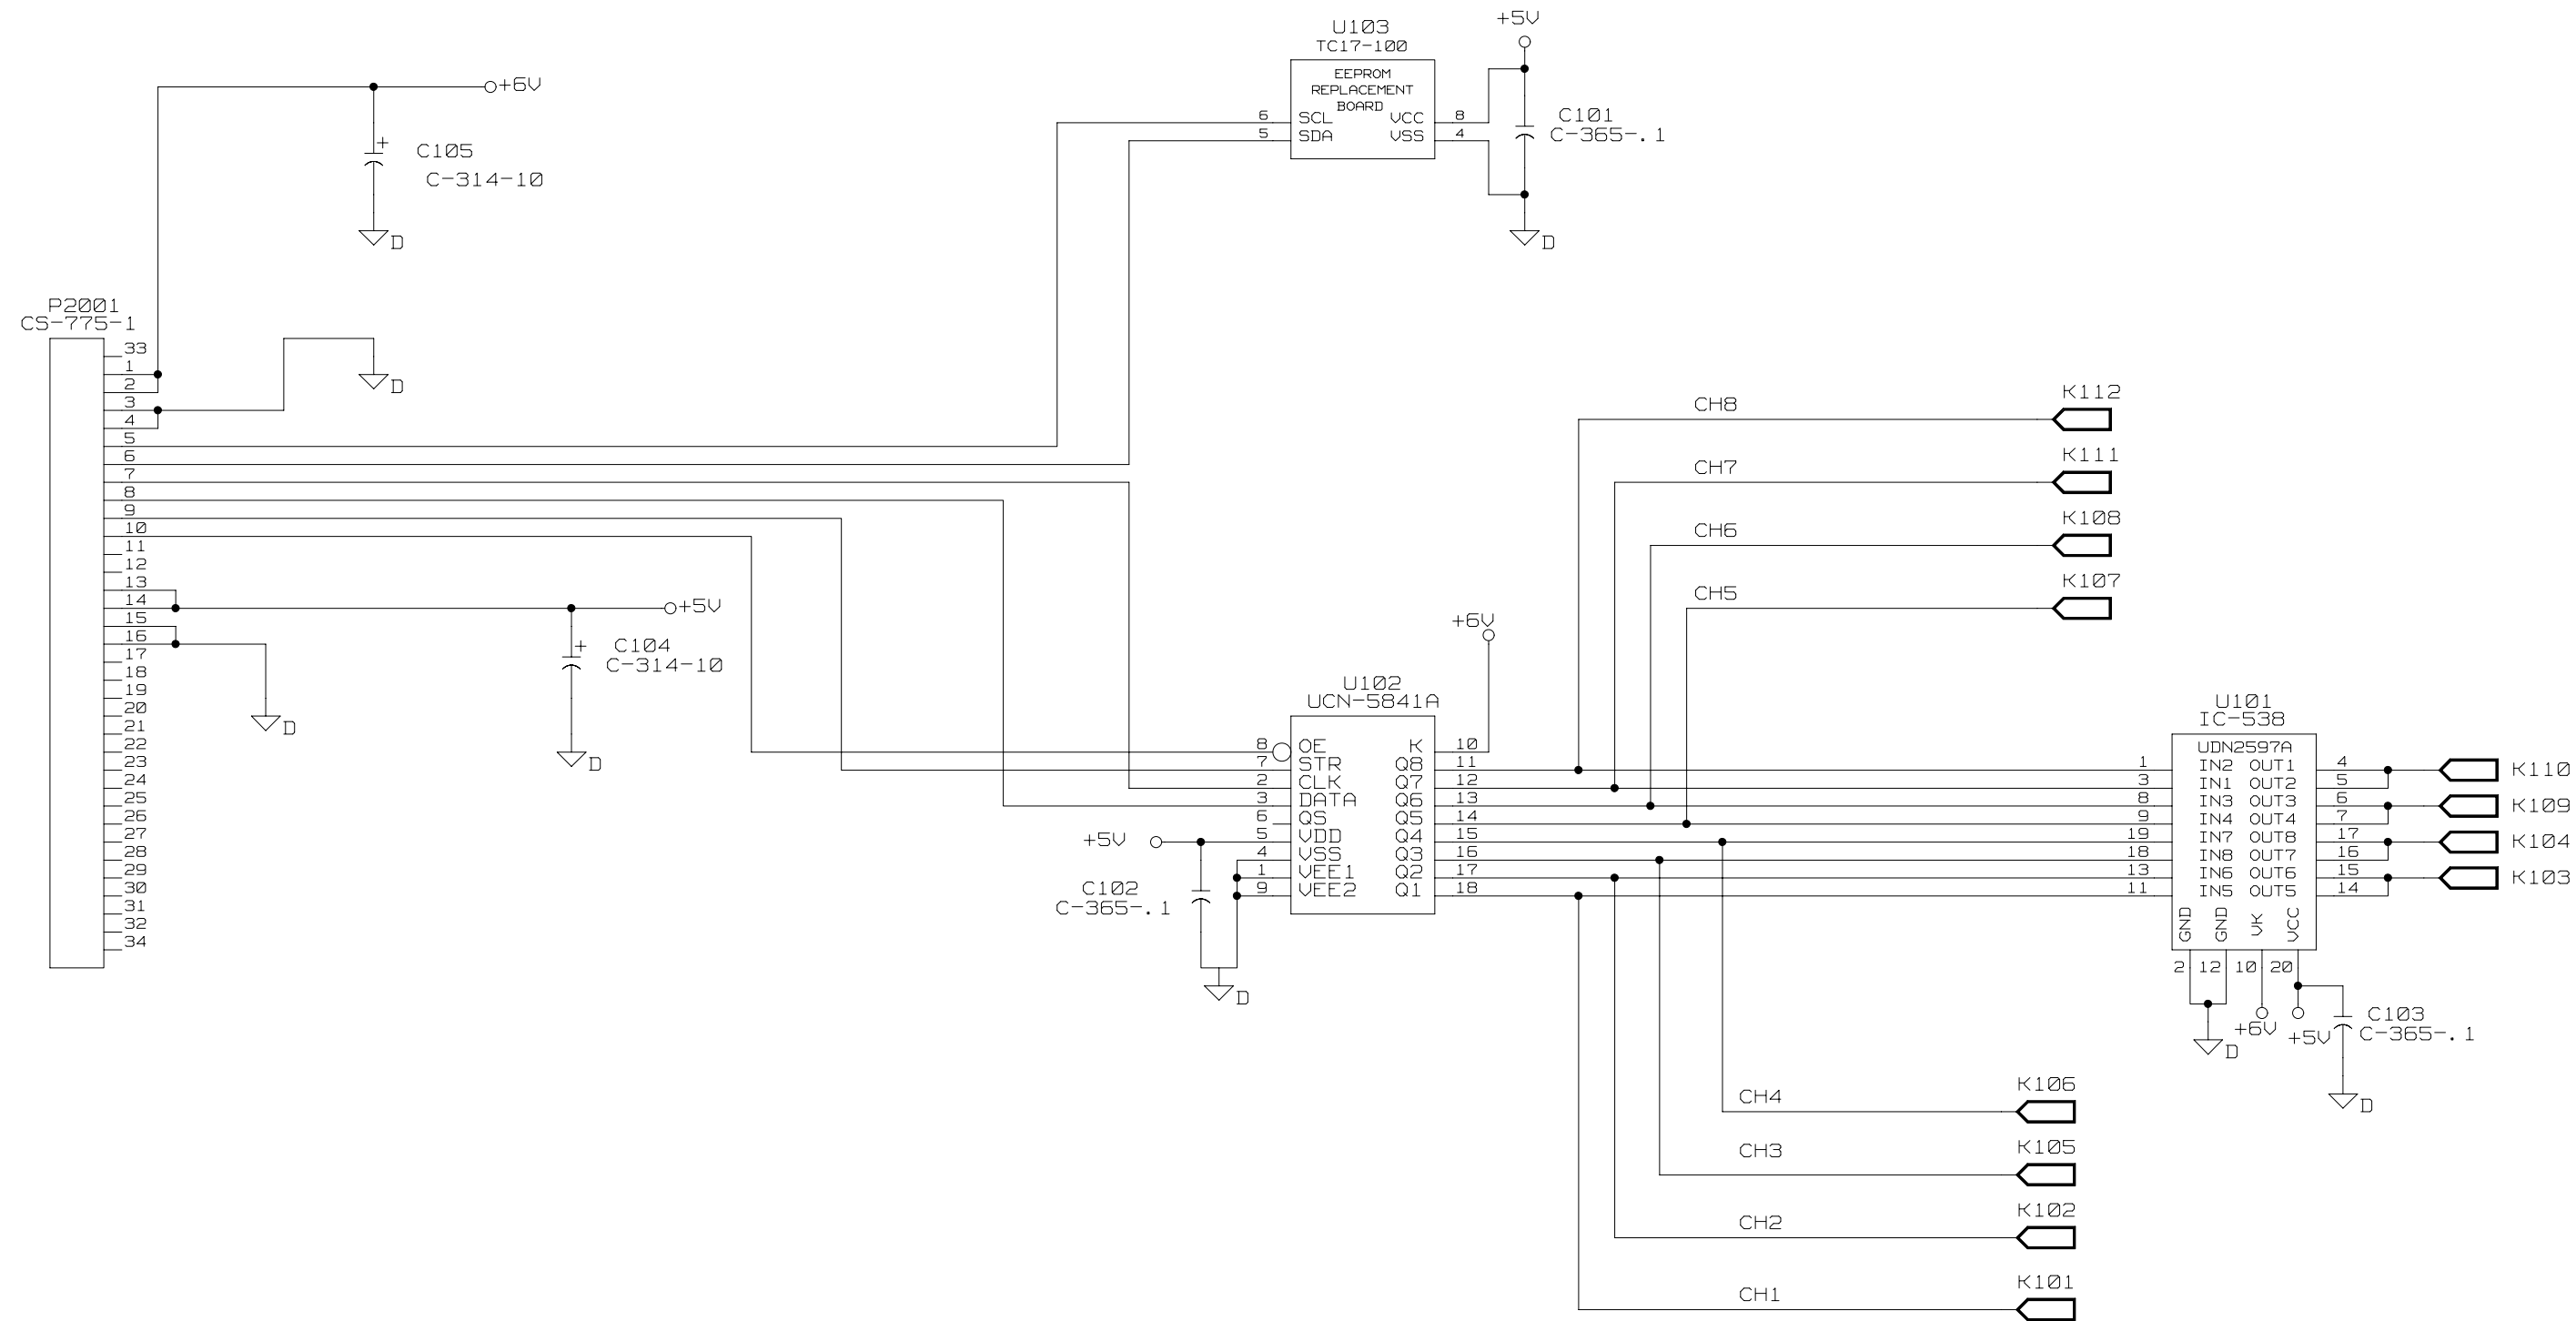 +6V
+
C105
C-314-10
D
U103
TC17-100
EEPROM
REPLACEMENT
BOARD
6 SCL VCC 8
5 SDA VSS 4
+5V
C101
C-365-.1
D
P2001
CS-775-1
33
1
2
3
4
5
6
7
8
9
10
11
12
13
14
15
16
17
18
19
20
21
22
23
24
25
26
27
28
29
30
31
32
34
D
+5V
+
C104
C-314-10
D
D
U102
UCN-5841A
+6V
8 OE K 10
7 STR Q8 11
2 CLK Q7 12
3 DATA Q6 13
6 QS Q5 14
5 VDD Q4 15
4 VSS Q3 16
1 VEE1 Q2 17
9 VEE2 Q1 18
+5V
C102
C-365-.1
D
CH8 K112
CH7 K111
CH6 K108
CH5 K107
U101
IC-538
UDN2597A
1 IN2 OUT1 4
3 IN1 OUT2 5
8 IN3 OUT3 6
9 IN4 OUT4 7
19 IN7 OUT8 17
18 IN8 OUT7 16
13 IN6 OUT6 15
11 IN5 OUT5 14
GND GND VK VCC
2 12 10 20
K110
K109
K104
K103
D
+6V
+5V
C103
C-365-.1
D
CH4 K106
CH3 K105
CH2 K102
CH1 K101